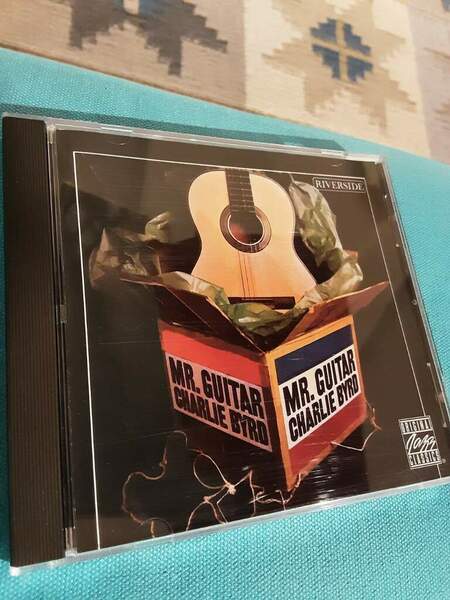 RIVERSIDE
MR. GUITAR
CHARLIE BYRD
MR. GUITAR
CHARLIE BYRD
ORIGINAL
Jazz
CLASSICS